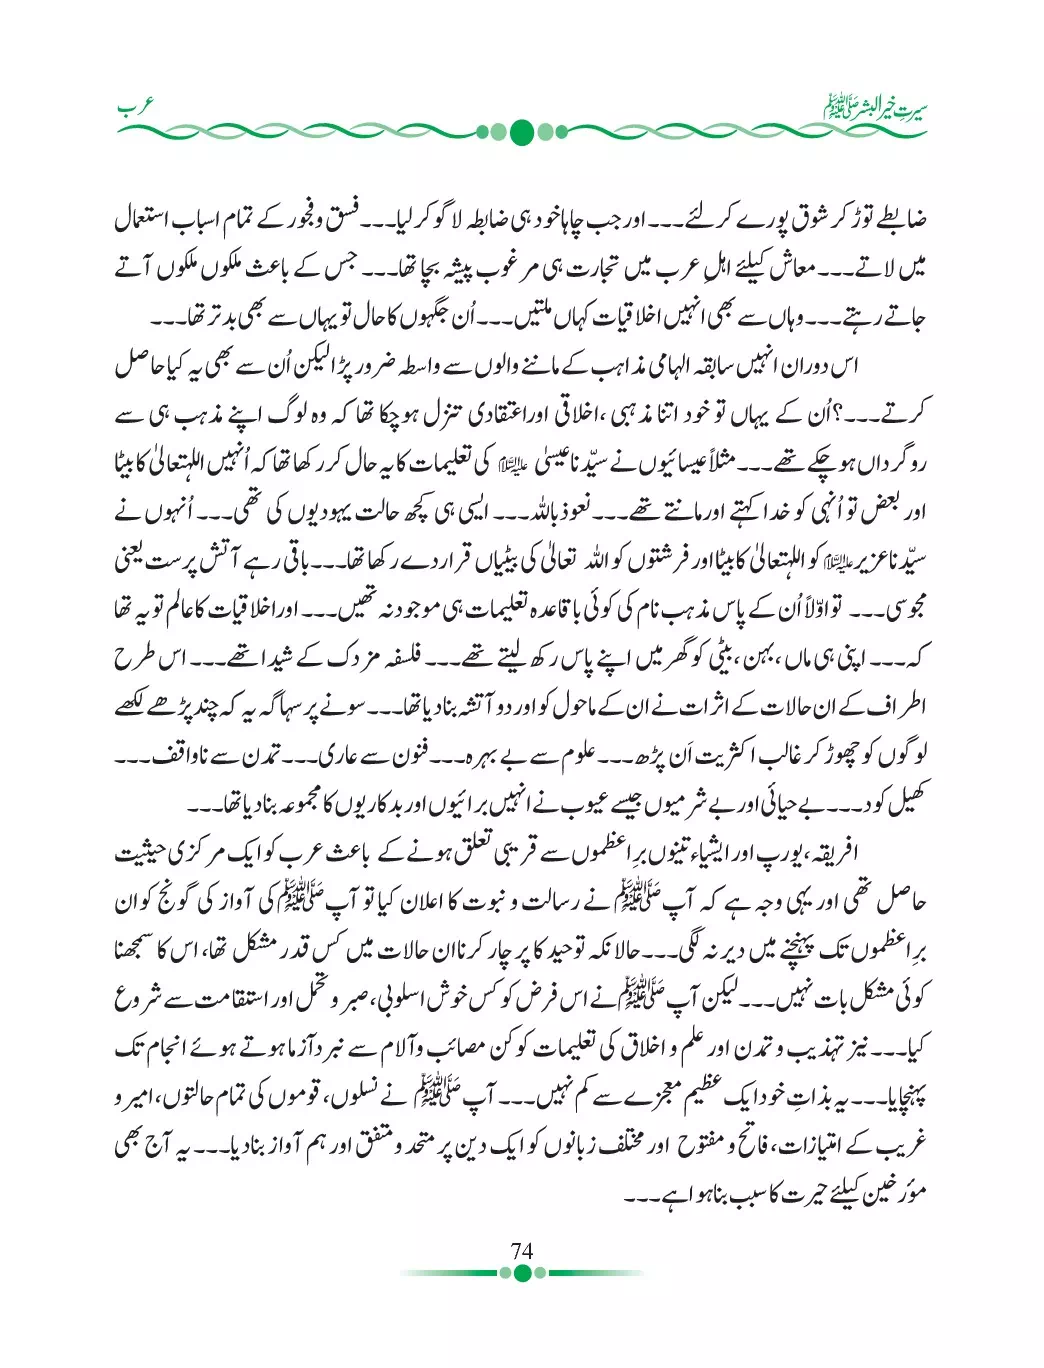 سیرتِ خیر البشر ﷺ
عرب
ضابطے توڑ کر شوق پورے کر لئے۔۔۔ اور جب چاہا خود ہی ضابطہ لاگو کر لیا۔۔۔ فسق و فجور کے تمام اسباب استعمال
میں لاتے۔۔۔ معاش کیلئے اہلِ عرب میں تجارت ہی مرغوب پیشہ بچا تھا۔۔۔ جس کے باعث ملکوں ملکوں آتے
جاتے رہتے۔۔۔ وہاں سے بھی انہیں اخلاقیات کہاں ملتیں۔۔۔ اُن جگہوں کا حال تو یہاں سے بھی بدتر تھا۔۔۔
اس دوران انہیں سابقہ الہامی مذاہب کے ماننے والوں سے واسطہ ضرور پڑا لیکن اُن سے بھی یہ کیا حاصل
کرتے۔۔۔؟ اُن کے یہاں تو خود اتنا مذہبی ، اخلاقی اور اعتقادی تنزل ہو چکا تھا کہ وہ لوگ اپنے مذہب ہی سے
روگرداں ہو چکے تھے۔۔۔ مثلاً عیسائیوں نے سیّدنا عیسیٰ علیہ السلام کی تعلیمات کا یہ حال کر رکھا تھا کہ اُنہیں اللہتعالیٰ کا بیٹا
اور بعض تو اُنہی کو خدا کہتے اور مانتے تھے۔۔۔ نعوذ باللہ۔۔۔ ایسی ہی کچھ حالت یہودیوں کی تھی۔۔۔ اُنہوں نے
سیّدنا عزیر علیہ السلام کو اللہتعالیٰ کا بیٹا اور فرشتوں کو اللہ تعالیٰ کی بیٹیاں قرار دے رکھا تھا۔۔۔ باقی رہے آتش پرست یعنی
مجوسی۔۔۔ تو اوّلاً اُن کے پاس مذہب نام کی کوئی باقاعدہ تعلیمات ہی موجود نہ تھیں۔۔۔ اور اخلاقیات کا عالم تو یہ تھا
کہ۔۔۔ اپنی ہی ماں ، بہن ، بیٹی کو گھر میں اپنے پاس رکھ لیتے تھے۔۔۔ فلسفہ مزدک کے شیدا تھے۔۔۔ اس طرح
اطراف کے ان حالات کے اثرات نے ان کے ماحول کو اور دو آتشہ بنا دیا تھا۔۔۔ سونے پر سہاگہ یہ کہ چند پڑھے لکھے
لوگوں کو چھوڑ کر غالب اکثریت اَن پڑھ۔۔۔ علوم سے بے بہرہ۔۔۔ فنون سے عاری۔۔۔ تمدن سے ناواقف۔۔۔
کھیل کود۔۔۔ بے حیائی اور بے شرمیوں جیسے عیوب نے انہیں برائیوں اور بدکاریوں کا مجموعہ بنا دیا تھا۔۔۔
افریقہ، یورپ اور ایشیاء تینوں برِاعظموں سے قریبی تعلق ہونے کے باعث عرب کو ایک مرکزی حیثیت
حاصل تھی اور یہی وجہ ہے کہ آپ ﷺ نے رسالت و نبوت کا اعلان کیا تو آپ ﷺ کی آواز کی گونج کو ان
برِاعظموں تک پہنچنے میں دیر نہ لگی۔۔۔ حالانکہ توحید کا پرچار کرنا ان حالات میں کس قدر مشکل تھا، اس کا سمجھنا
کوئی مشکل بات نہیں۔۔۔ لیکن آپ ﷺ نے اس فرض کو کس خوش اسلوبی، صبر و تحمل اور استقامت سے شروع
کیا۔۔۔ نیز تہذیب و تمدن اور علم و اخلاق کی تعلیمات کو کن مصائب و آلام سے نبرد آزما ہوتے ہوئے انجام تک
پہنچایا۔۔۔ یہ بذاتِ خود ایک عظیم معجزے سے کم نہیں۔۔۔ آپ ﷺ نے نسلوں، قوموں کی تمام حالتوں، امیر و
غریب کے امتیازات، فاتح و مفتوح اور مختلف زبانوں کو ایک دین پر متحد و متفق اور ہم آواز بنا دیا۔۔۔ یہ آج بھی
مؤرخین کیلئے حیرت کا سبب بنا ہوا ہے۔۔۔
74